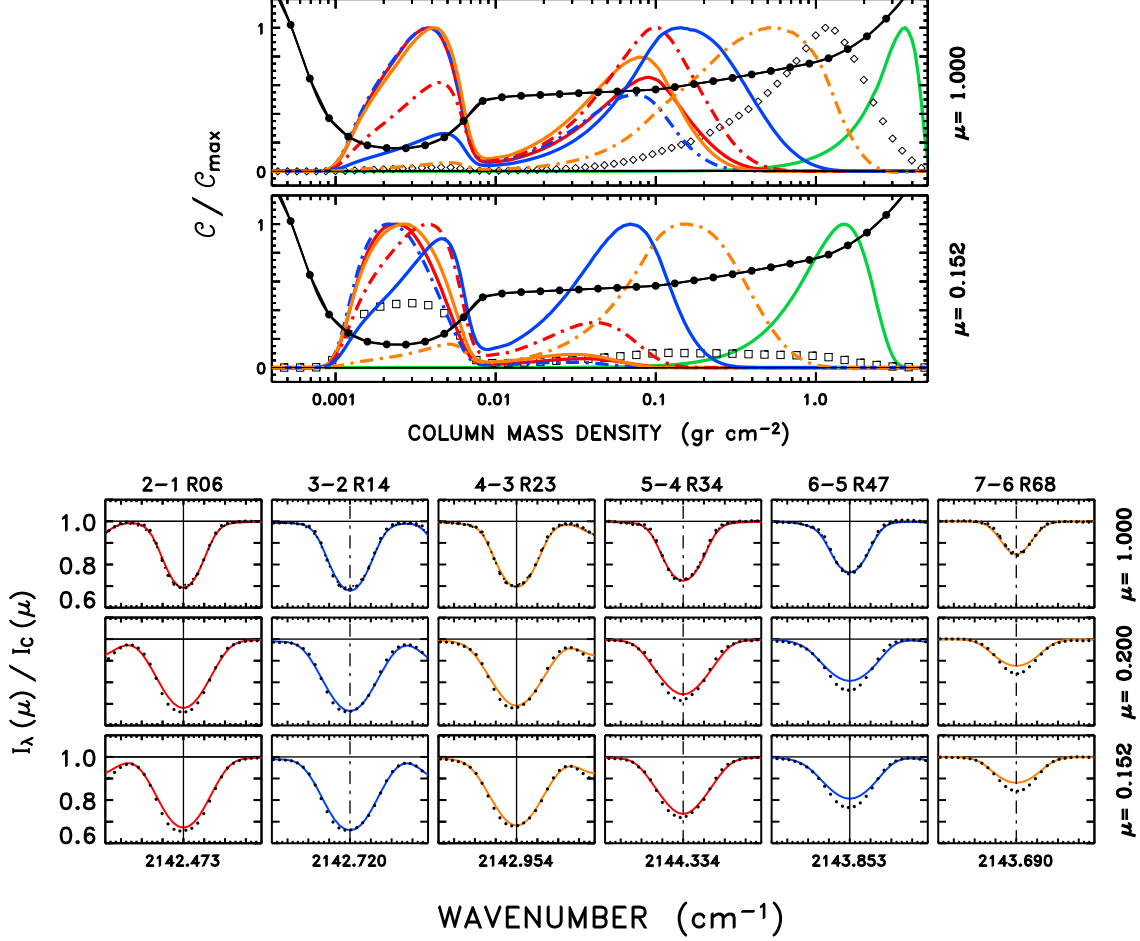 1
0
C / Cmax
μ= 1.000
1
0
μ= 0.152
0.001 0.01 0.1 1.0
COLUMN MASS DENSITY (gr cm−2)
2−1 R06 3−2 R14 4−3 R23 5−4 R34 6−5 R47 7−6 R68
1.0
0.8
0.6
μ= 1.000
Iλ(μ) / IC(μ)
μ= 0.200
1.0
0.8
0.6
μ= 0.152
2142.473 2142.720 2142.954 2144.334 2143.853 2143.690
WAVENUMBER (cm−1)